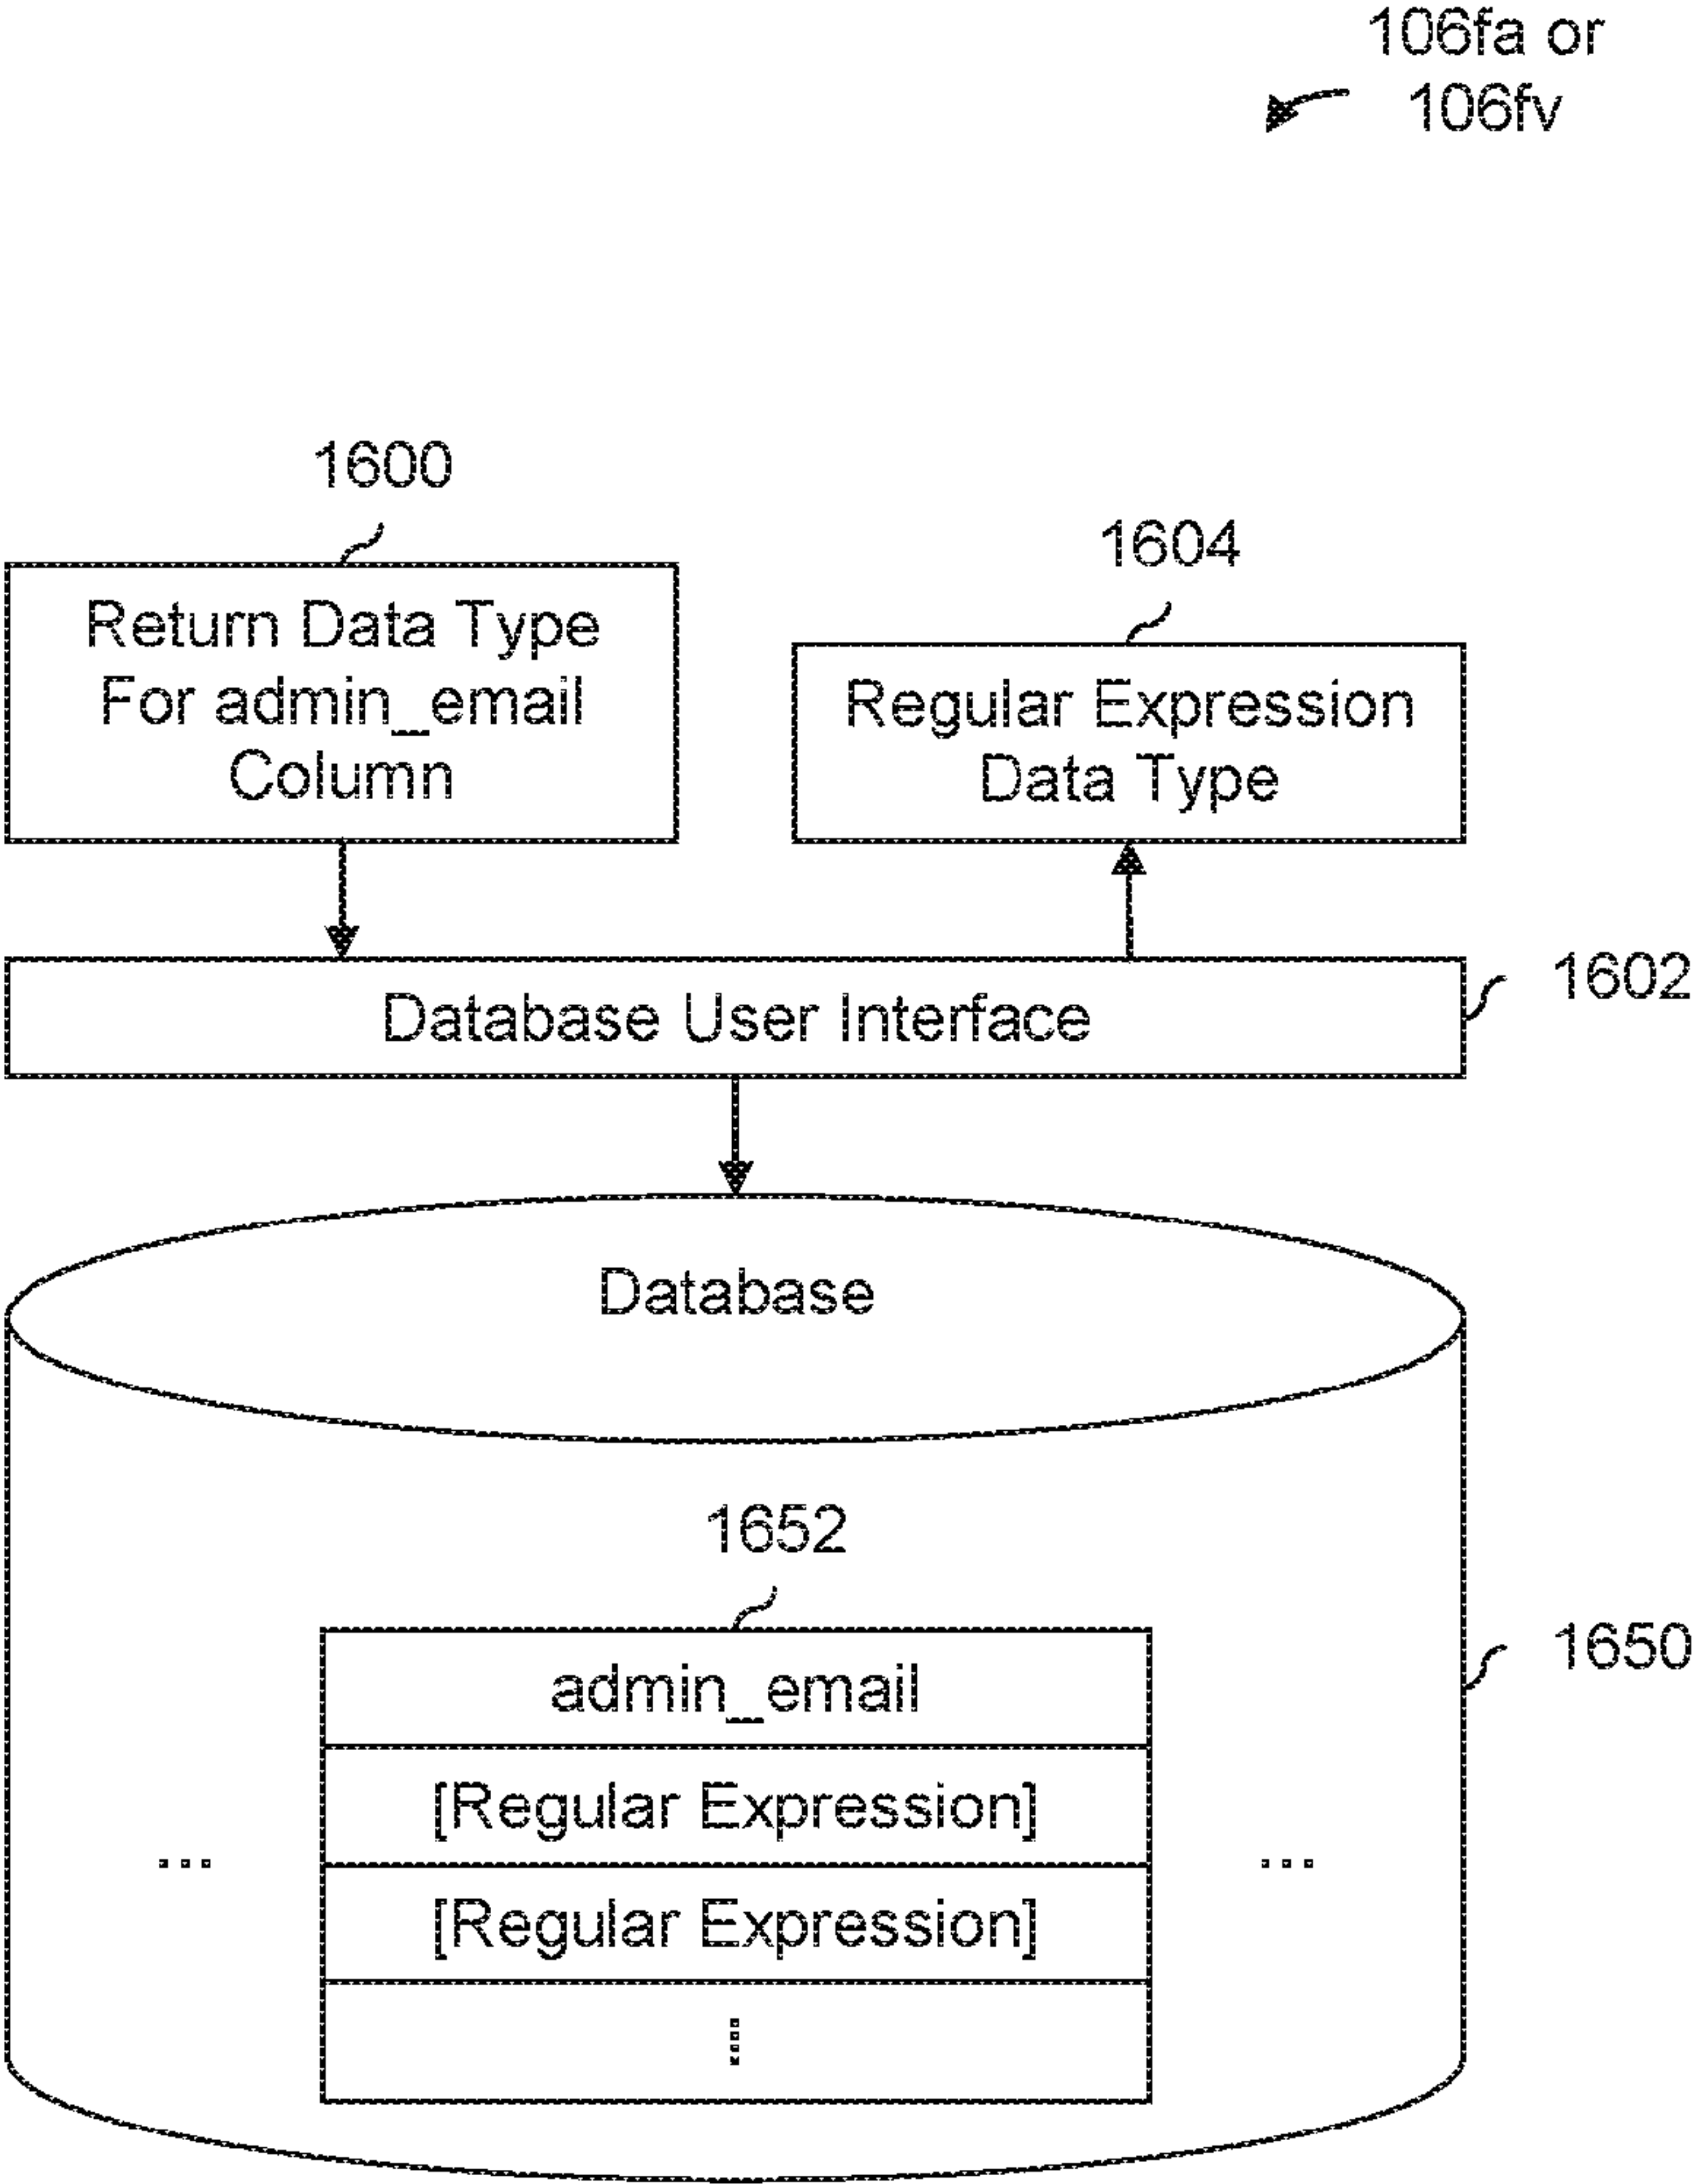 106fa or
106fv
1600
Return Data Type
For admin_email
Column
1604
Regular Expression
Data Type
1602
Database User Interface
Database
1652
admin_email
1650
[Regular Expression]
...
...
[Regular Expression]